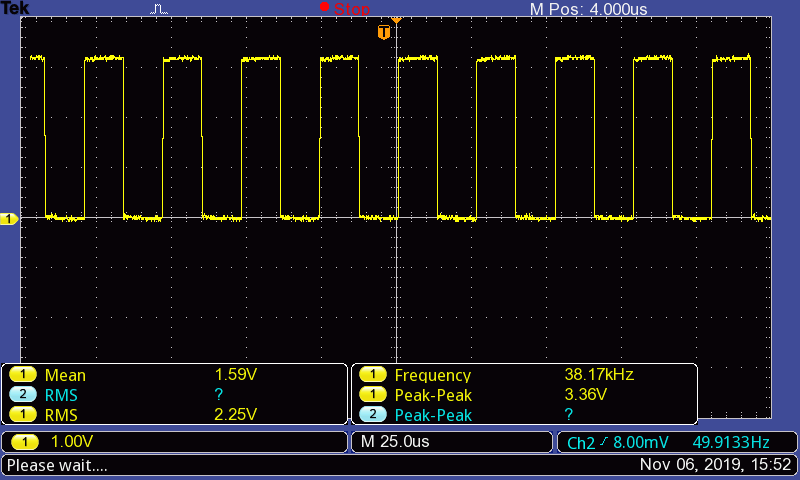 Tek Stop M Pos: 4.000us
T
1
1 Mean 1.59V 1 Frequency 38.17kHz
2 RMS ? 1 Peak-Peak 3.36V
1 RMS 2.25V 2 Peak-Peak ?
1 1.00V M 25.0us Ch2 8.00mV 49.9133Hz
Please wait.... Nov 06, 2019, 15:52